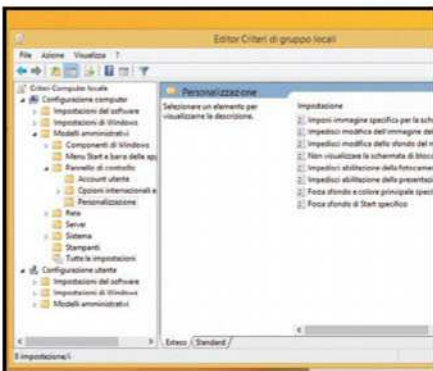 Editor Criteri di gruppo locali
File Azione Visualizza ?
Criteri Computer locale
Configurazione computer
Impostazioni del software
Impostazioni di Windows
Modelli amministrativi
Componenti di Windows
Menu Start e barra delle app
Pannello di controllo
Account utente
Opzioni internazionali e
Personalizzazione
Rete
Server
Sistema
Stampanti
Tutte le impostazioni
Configurazione utente
Impostazioni del software
Impostazioni di Windows
Modelli amministrativi
Personalizzazione
Selezionare un elemento per
visualizzare la descrizione.
Impostazione
Imponi immagine specifica per la sche
Impedisci modifica dell'immagine del
Impedisci modifica dello sfondo del m
Non visualizzare la schermata di blocc
Impedisci abilitazione della fotocamer
Impedisci abilitazione della presentazi
Forza sfondo e colore principale speci
Forza sfondo di Start specifico
Esteso Standard
8 impostazione/i